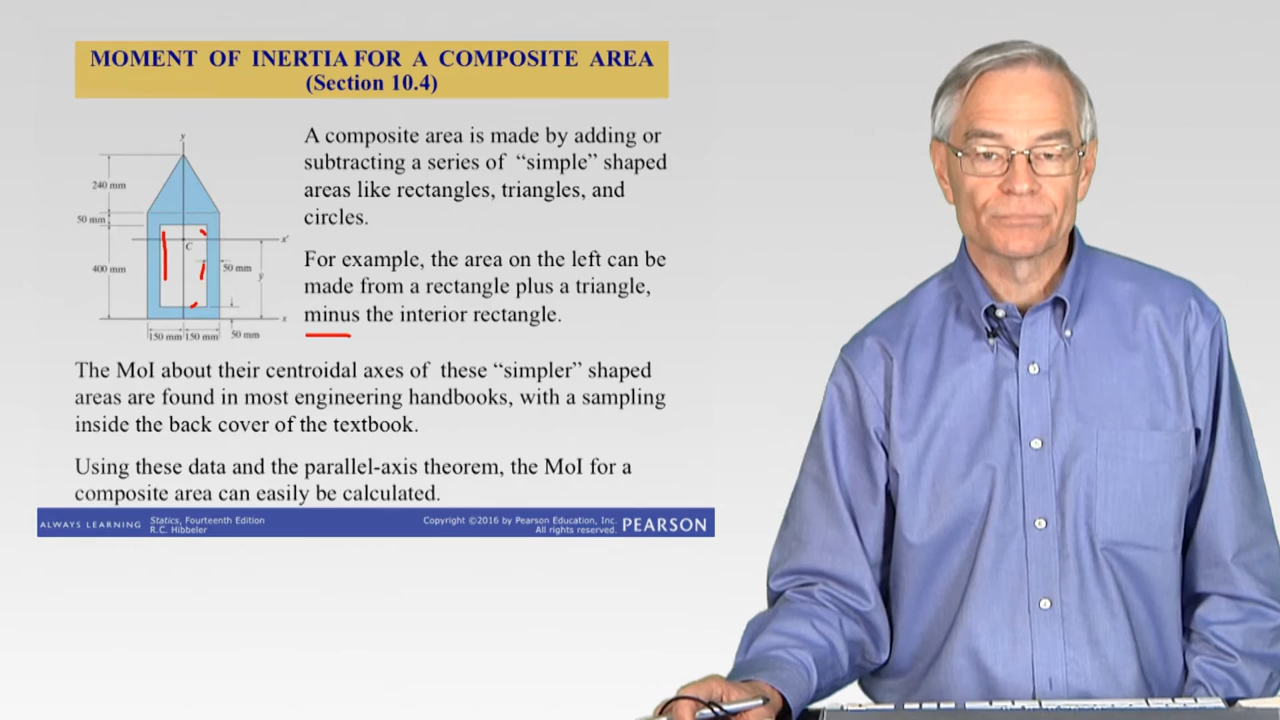 MOMENT OF INERTIA FOR A COMPOSITE AREA
(Section 10.4)
A composite area is made by adding or
subtracting a series of “simple” shaped
areas like rectangles, triangles, and
circles.
For example, the area on the left can be
made from a rectangle plus a triangle,
minus the interior rectangle.
y
240 mm
50 mm
x'
C
400 mm
50 mm
y
x
150 mm 150 mm
50 mm
The MoI about their centroidal axes of these “simpler” shaped
areas are found in most engineering handbooks, with a sampling
inside the back cover of the textbook.
Using these data and the parallel-axis theorem, the MoI for a
composite area can easily be calculated.
ALWAYS LEARNING
Statics, Fourteenth Edition
R.C. Hibbeler
Copyright ©2016 by Pearson Education, Inc.
All rights reserved.
PEARSON